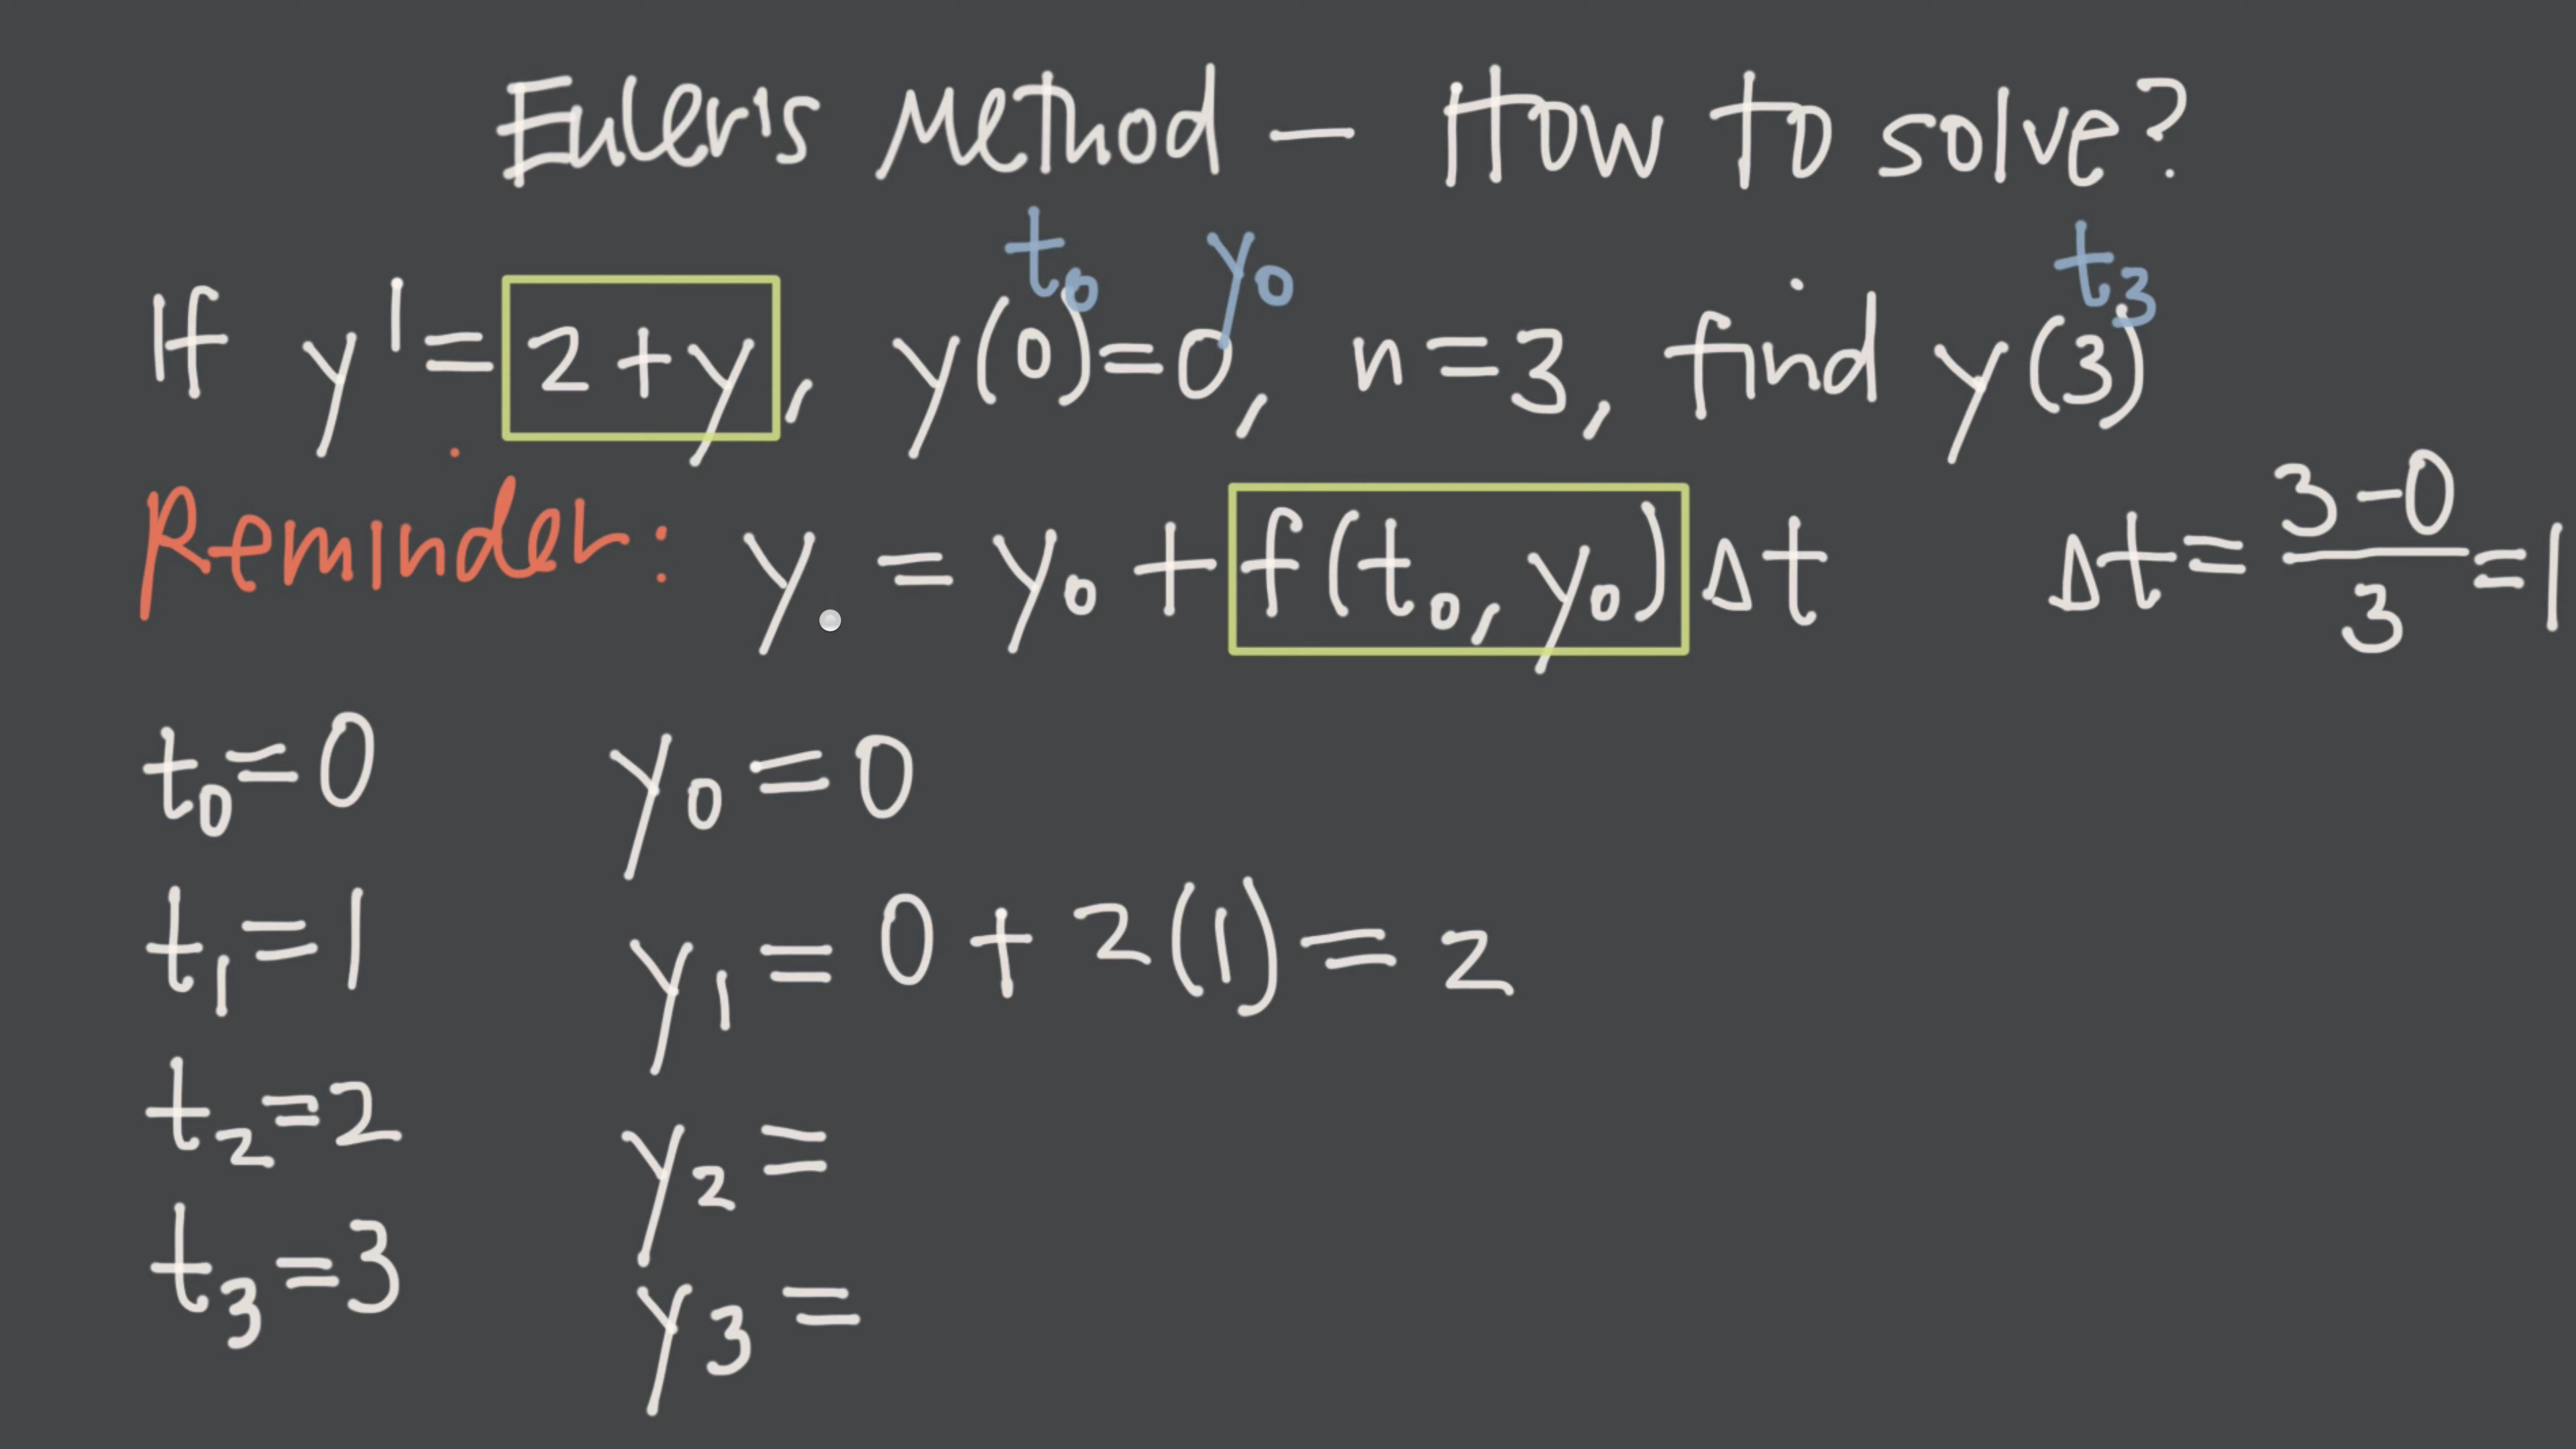 Euler's Method — How to solve?
t₀ y₀ t₃
If y' = 2+y, y(0)=0, n=3, find y(3)
Reminder: y = y₀ + f(t₀, y₀) Δt Δt = (3-0)/3 = 1
t₀=0 y₀=0
t₁=1 y₁= 0 + 2(1) = 2
t₂=2 y₂=
t₃=3 y₃=